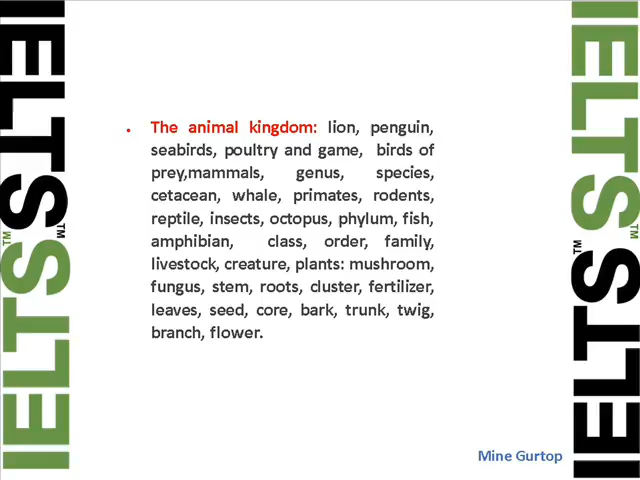 IELTS™
IELTS™
The animal kingdom: lion, penguin,
seabirds, poultry and game, birds of
prey,mammals, genus, species,
cetacean, whale, primates, rodents,
reptile, insects, octopus, phylum, fish,
amphibian, class, order, family,
livestock, creature, plants: mushroom,
fungus, stem, roots, cluster, fertilizer,
leaves, seed, core, bark, trunk, twig,
branch, flower.
Mine Gurtop
IELTS™
IELTS™